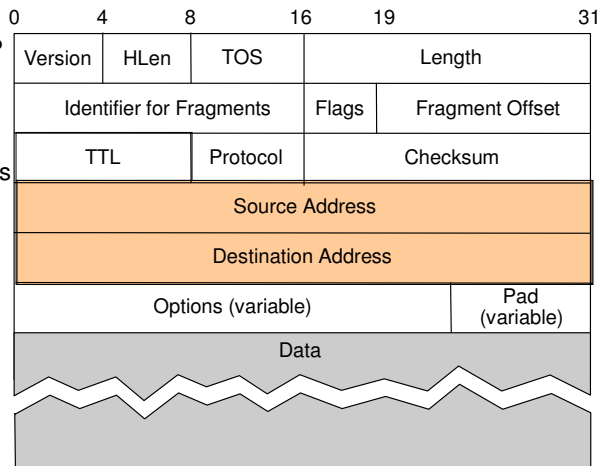 0 4 8 16 19 31
Version HLen TOS Length
Identifier for Fragments Flags Fragment Offset
TTL Protocol Checksum
s
Source Address
Destination Address
Options (variable) Pad
(variable)
Data